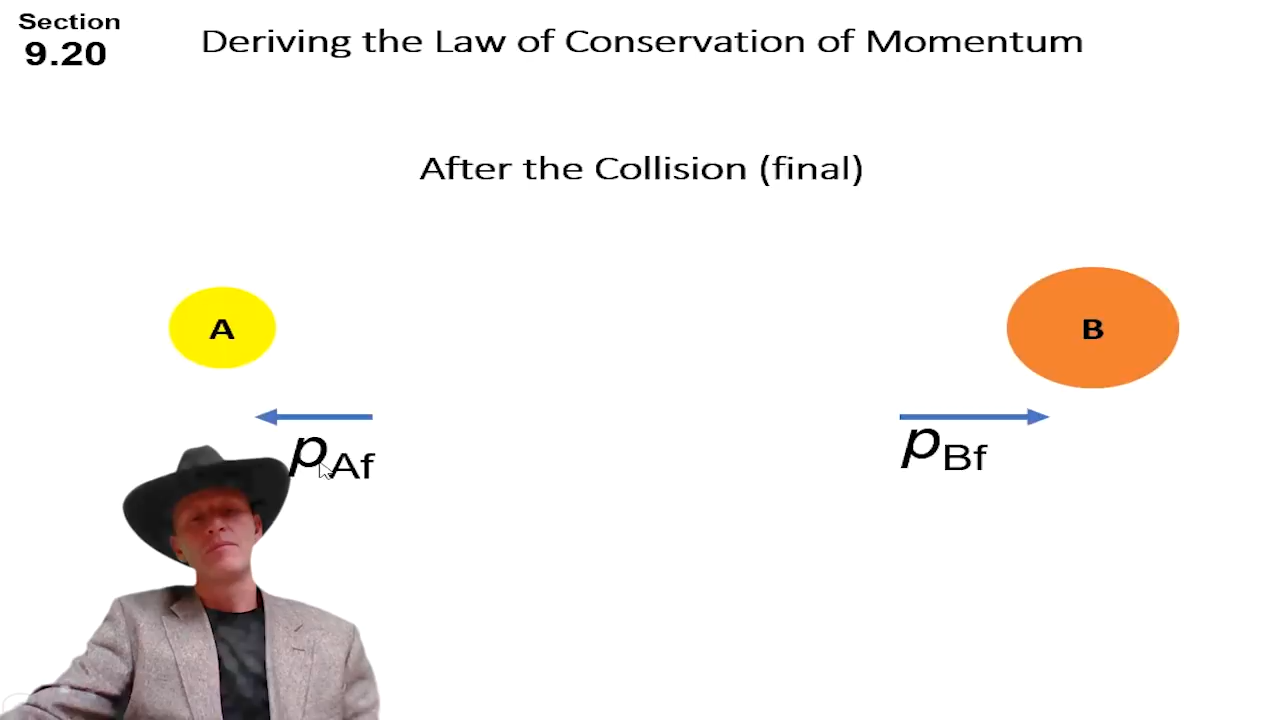 Section
9.20
Deriving the Law of Conservation of Momentum
After the Collision (final)
A
B
pAf
pBf